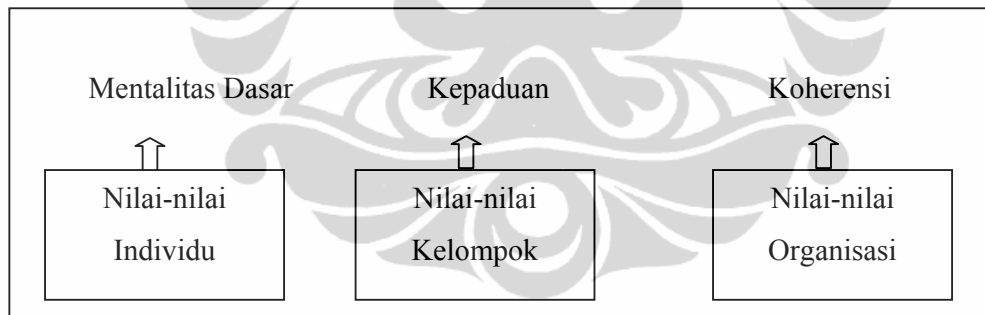 Mentalitas Dasar
Kepaduan
Koherensi
Nilai-nilai
Individu
Nilai-nilai
Kelompok
Nilai-nilai
Organisasi